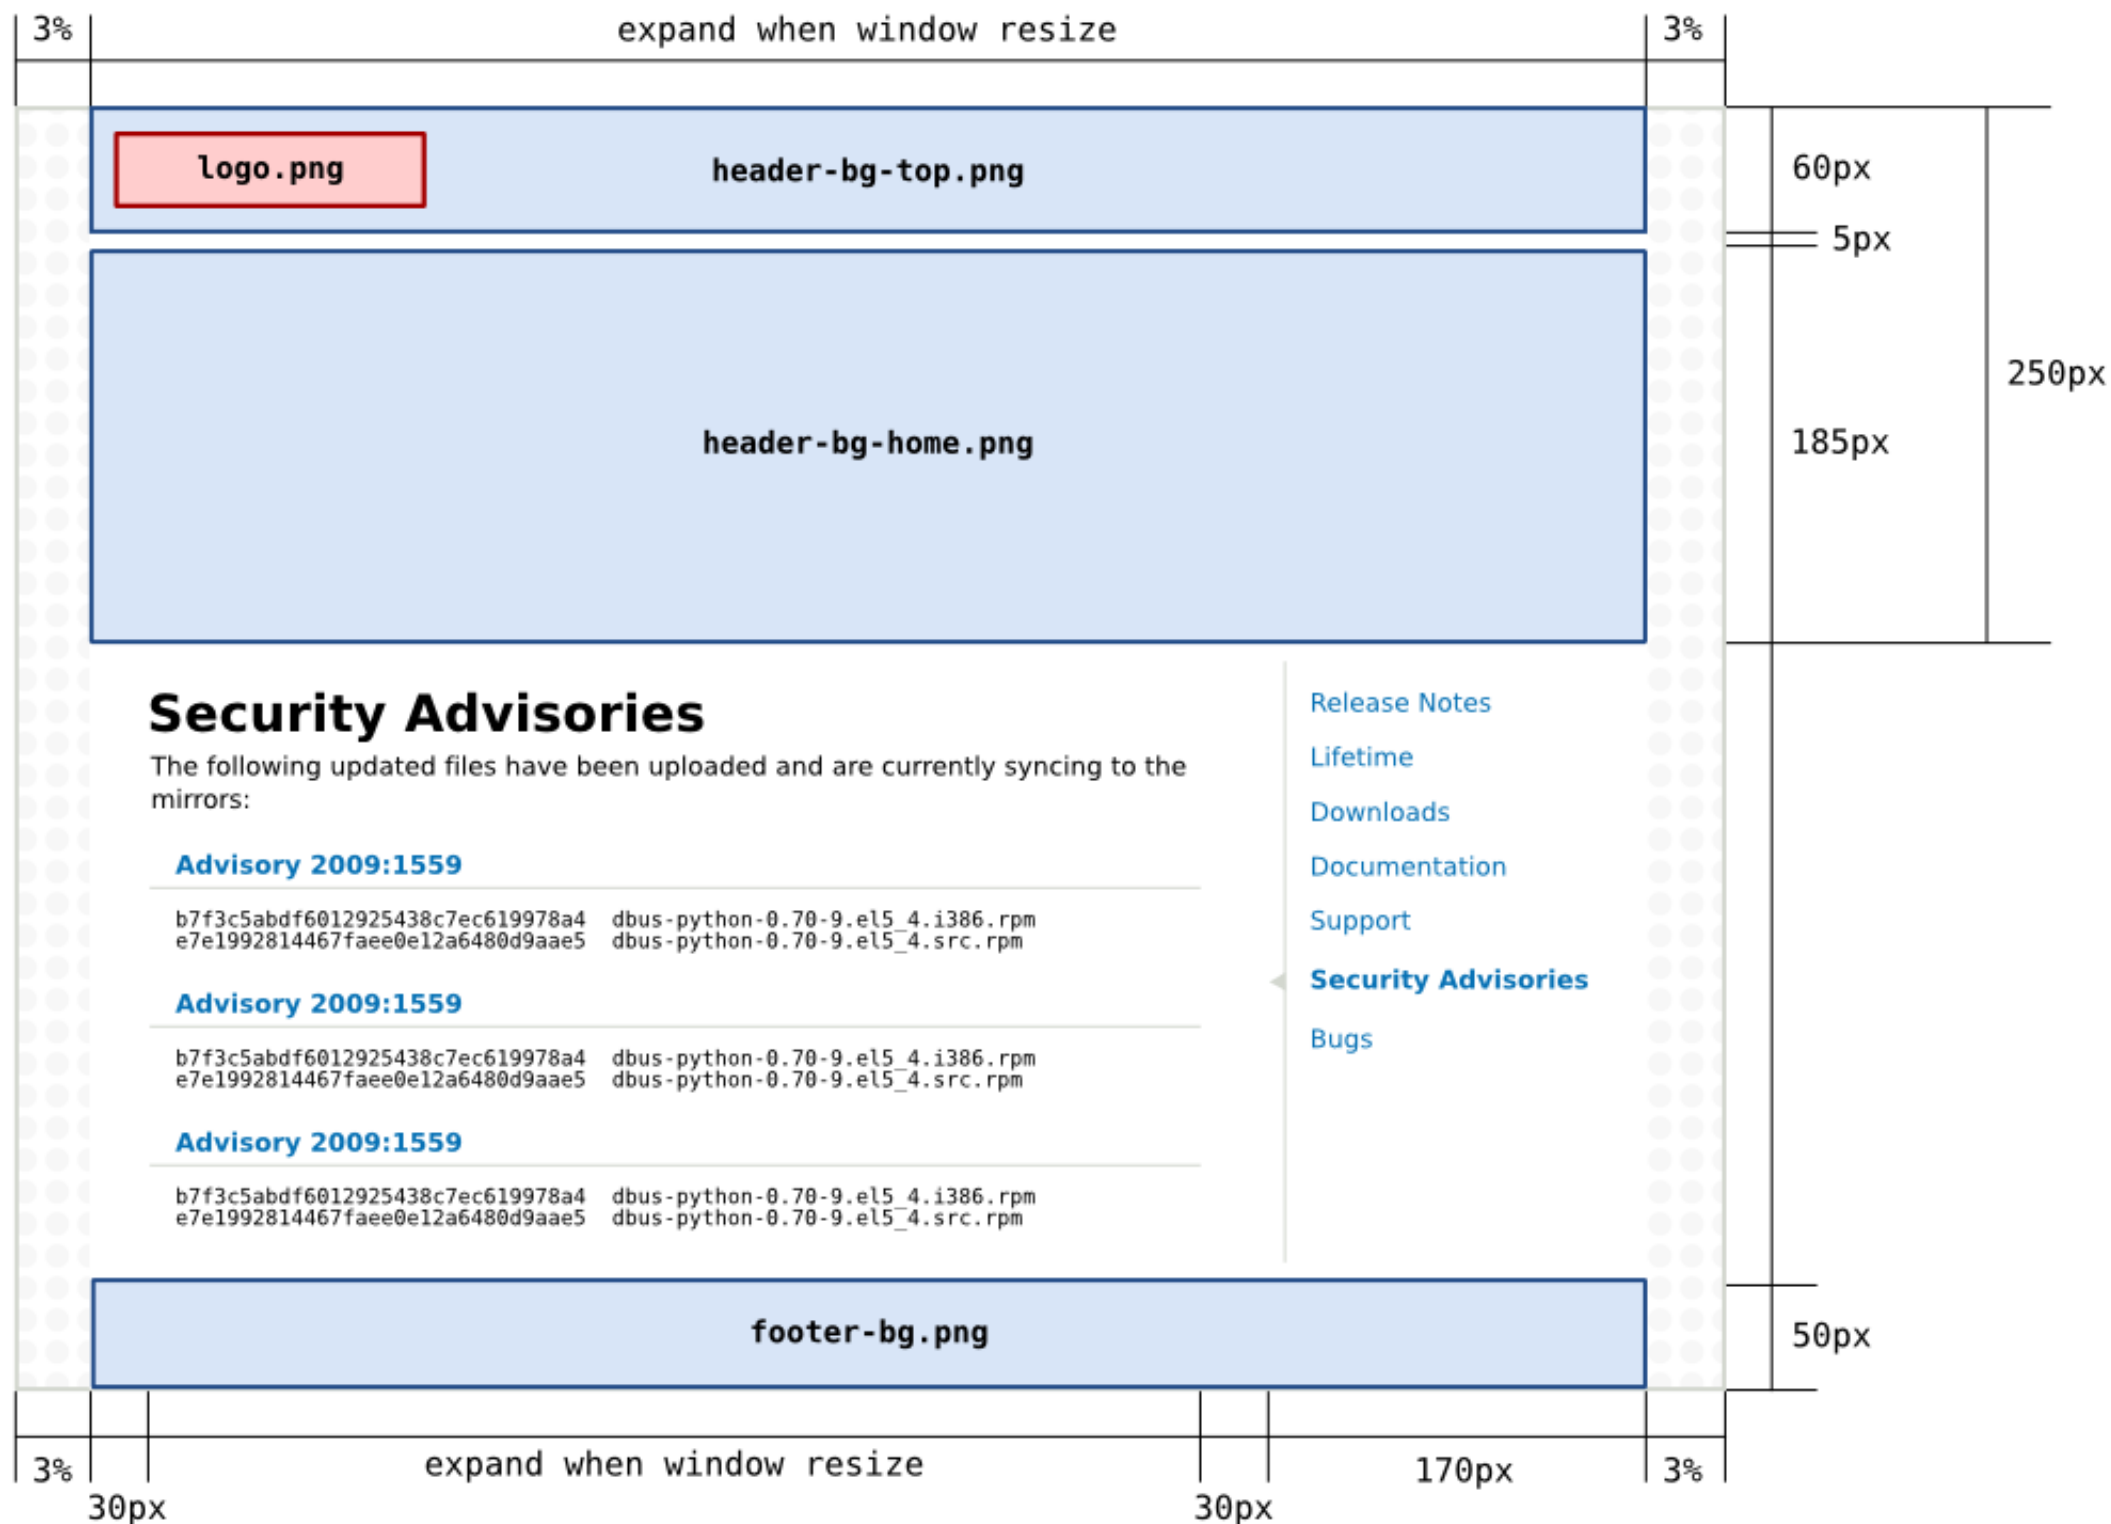 3% expand when window resize 3%
logo.png header-bg-top.png 60px
5px
250px
header-bg-home.png 185px
Security Advisories
The following updated files have been uploaded and are currently syncing to the
mirrors:
Advisory 2009:1559
b7f3c5abdf6012925438c7ec619978a4 dbus-python-0.70-9.el5_4.i386.rpm
e7e1992814467faee0e12a6480d9aae5 dbus-python-0.70-9.el5_4.src.rpm
Advisory 2009:1559
b7f3c5abdf6012925438c7ec619978a4 dbus-python-0.70-9.el5_4.i386.rpm
e7e1992814467faee0e12a6480d9aae5 dbus-python-0.70-9.el5_4.src.rpm
Advisory 2009:1559
b7f3c5abdf6012925438c7ec619978a4 dbus-python-0.70-9.el5_4.i386.rpm
e7e1992814467faee0e12a6480d9aae5 dbus-python-0.70-9.el5_4.src.rpm
Release Notes
Lifetime
Downloads
Documentation
Support
Security Advisories
Bugs
footer-bg.png 50px
3% expand when window resize 170px 3%
30px 30px